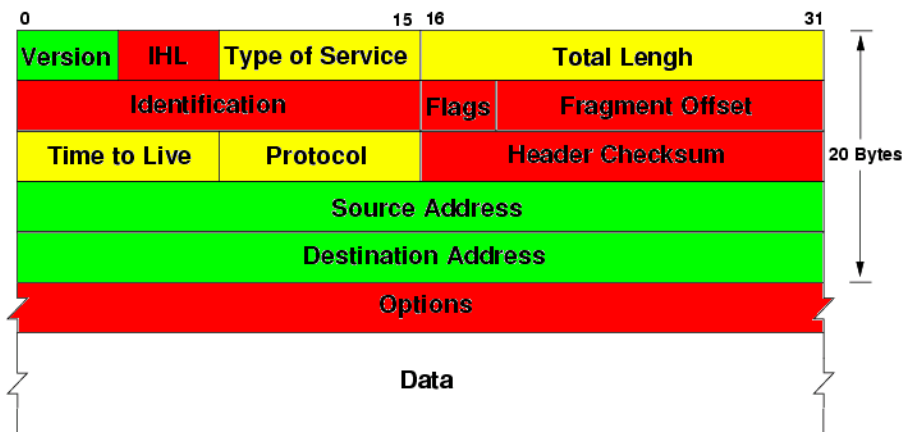 0 15 16 31
Version IHL Type of Service Total Lengh
Identification Flags Fragment Offset
Time to Live Protocol Header Checksum
20 Bytes
Source Address
Destination Address
Options
Data